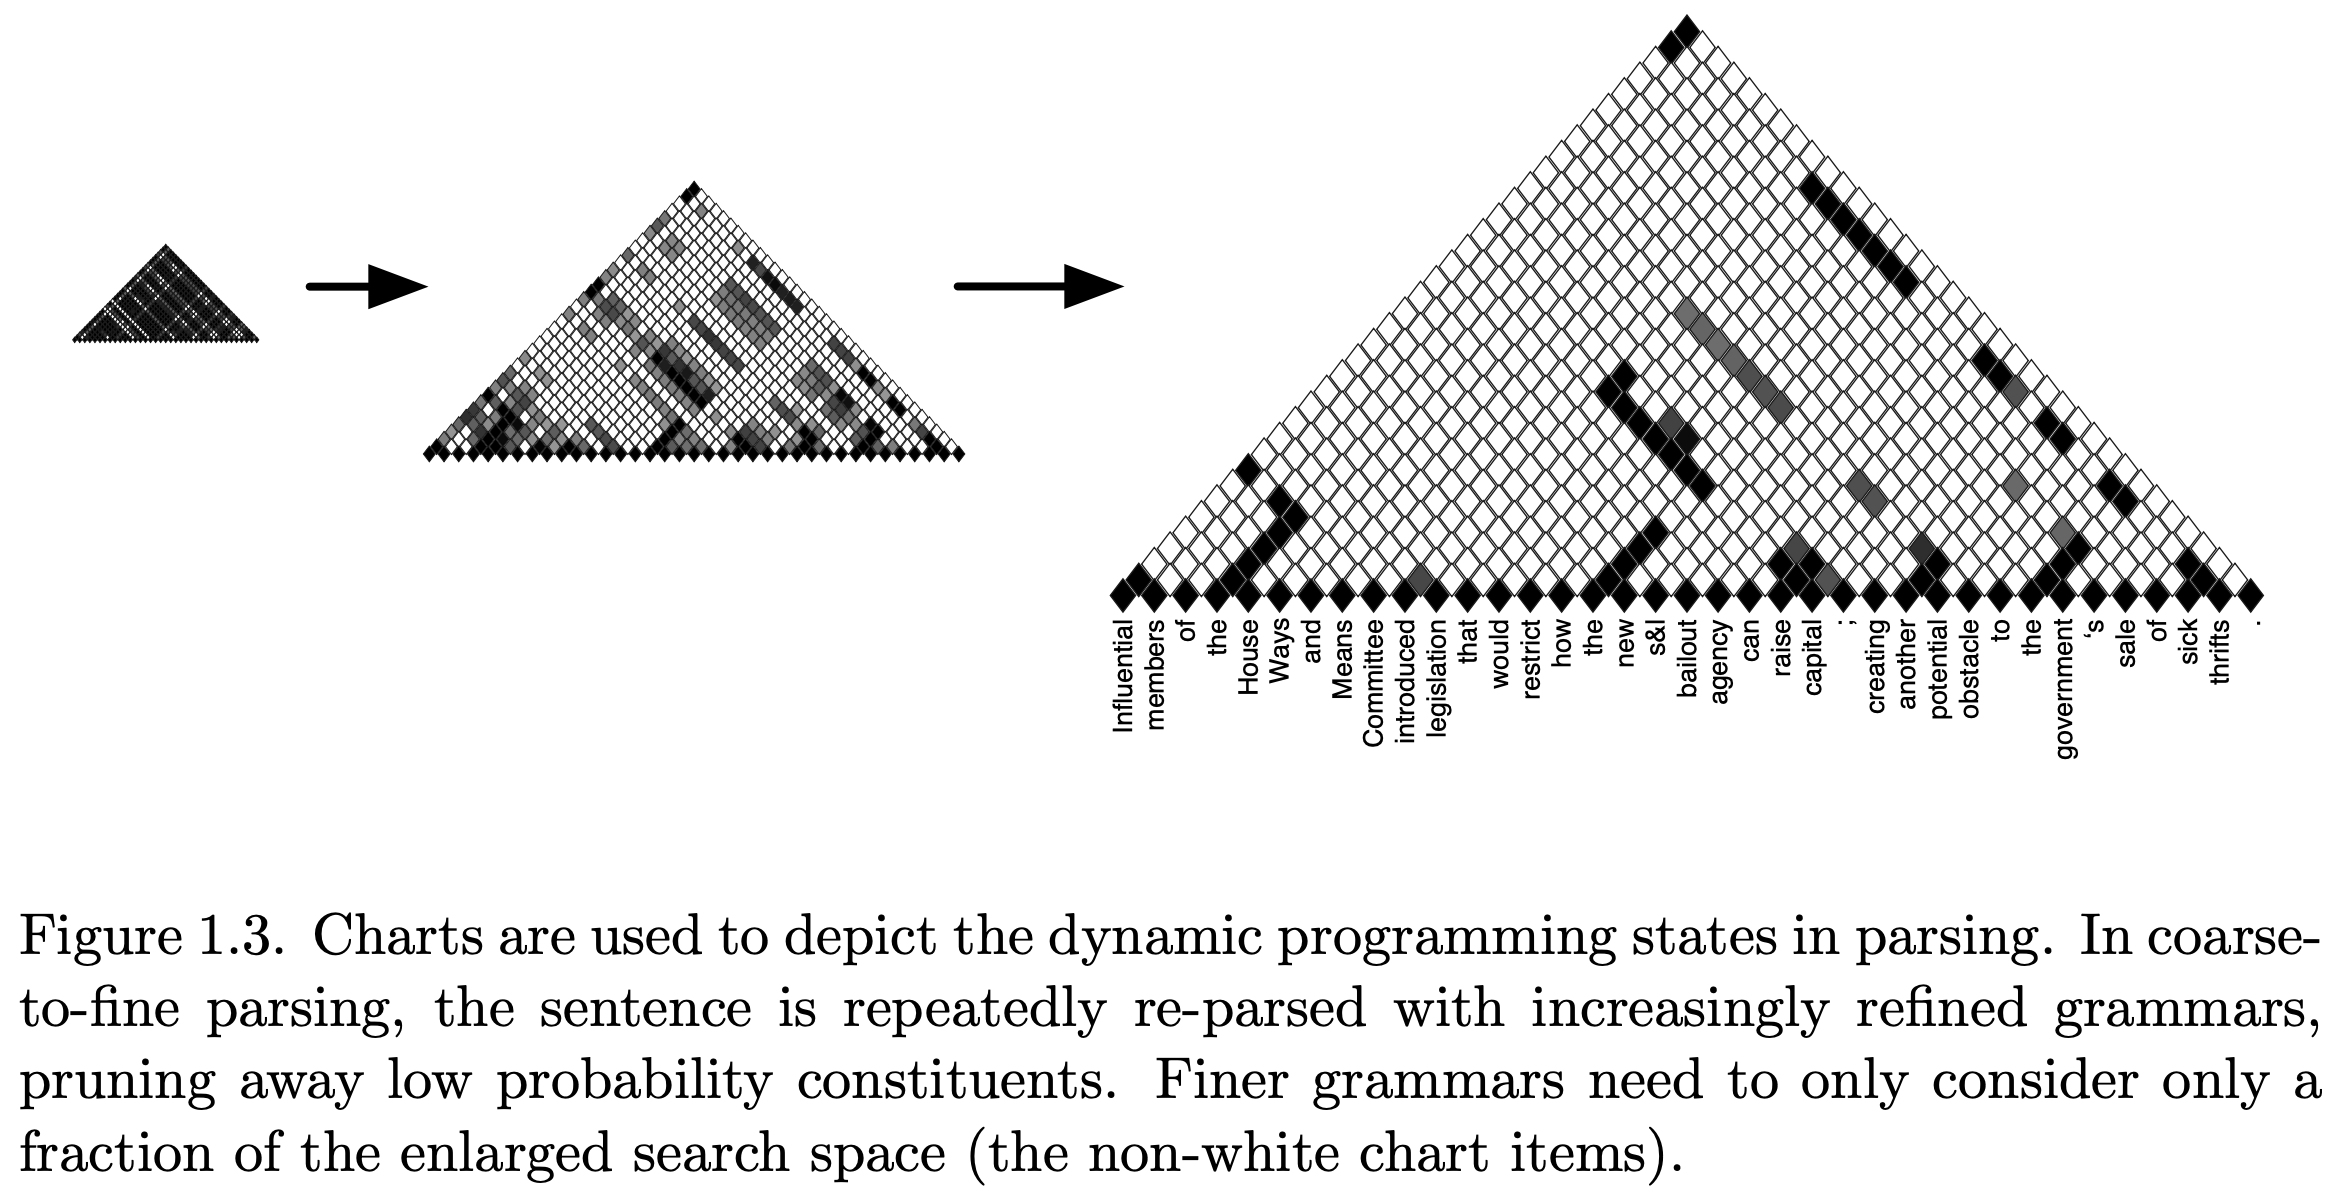 Influential
members
of
the
House
Ways
and
Means
Committee
introduced
legislation
that
would
restrict
how
the
new
s&l
bailout
agency
can
raise
capital
;
creating
another
potential
obstacle
to
the
government
‘s
sale
of
sick
thrifts
.
Figure 1.3. Charts are used to depict the dynamic programming states in parsing. In coarse-
to-fine parsing, the sentence is repeatedly re-parsed with increasingly refined grammars,
pruning away low probability constituents. Finer grammars need to only consider only a
fraction of the enlarged search space (the non-white chart items).